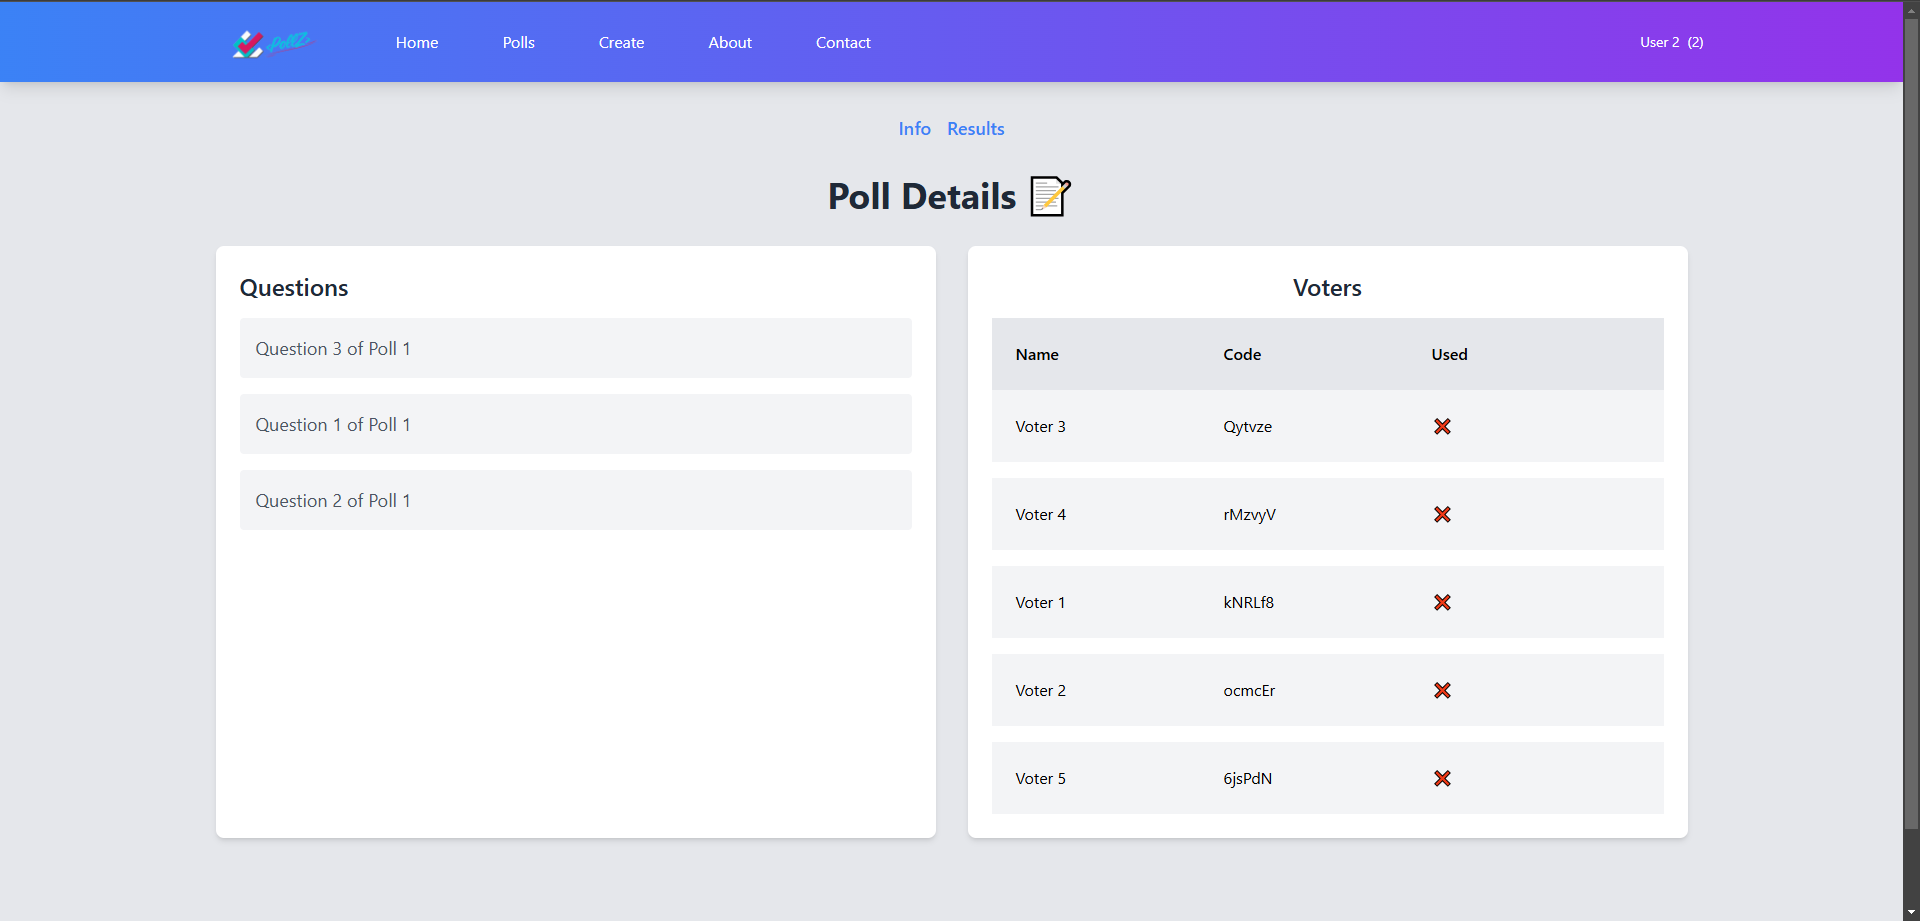 PollZ Home Polls Create About Contact User 2 (2)
Info Results
Poll Details
Questions
Question 3 of Poll 1
Question 1 of Poll 1
Question 2 of Poll 1
Voters
Name Code Used
Voter 3 Qytvze
Voter 4 rMzvyV
Voter 1 kNRLf8
Voter 2 ocmcEr
Voter 5 6jsPdN